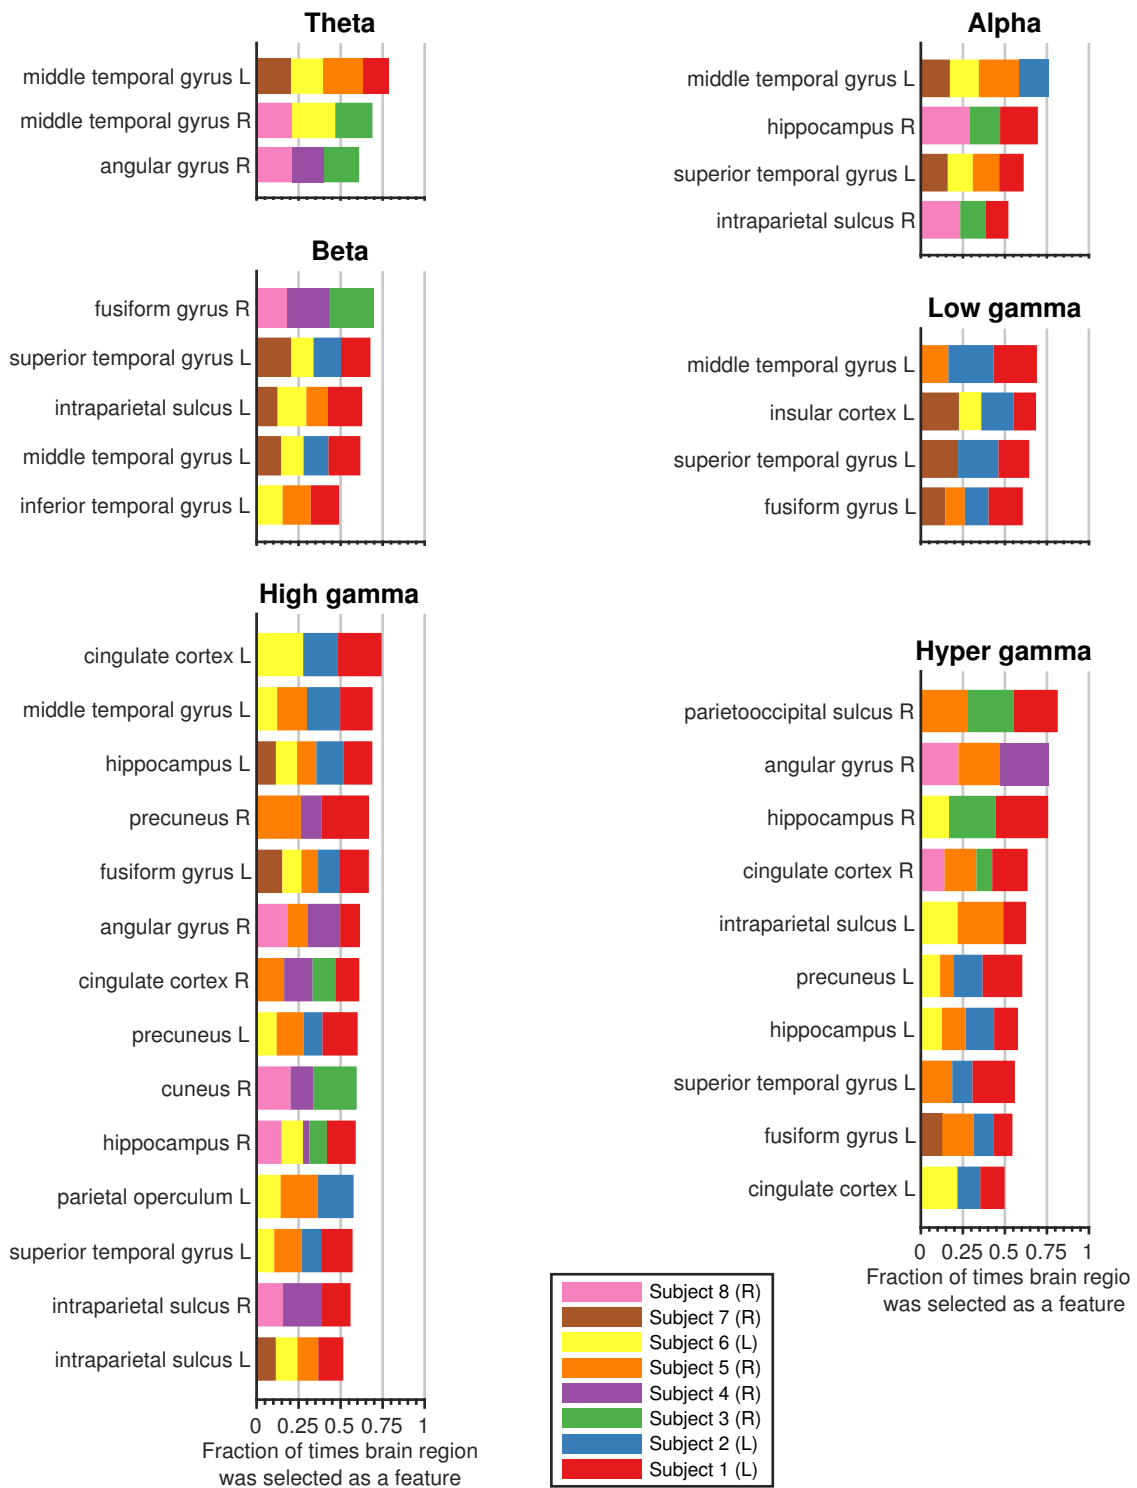 Theta
middle temporal gyrus L
middle temporal gyrus R
angular gyrus R
Alpha
middle temporal gyrus L
hippocampus R
superior temporal gyrus L
intraparietal sulcus R
Beta
fusiform gyrus R
superior temporal gyrus L
intraparietal sulcus L
middle temporal gyrus L
inferior temporal gyrus L
Low gamma
middle temporal gyrus L
insular cortex L
superior temporal gyrus L
fusiform gyrus L
High gamma
cingulate cortex L
middle temporal gyrus L
hippocampus L
precuneus R
fusiform gyrus L
angular gyrus R
cingulate cortex R
precuneus L
cuneus R
hippocampus R
parietal operculum L
superior temporal gyrus L
intraparietal sulcus R
intraparietal sulcus L
0 0.25 0.5 0.75 1
Fraction of times brain region
was selected as a feature
Hyper gamma
parietooccipital sulcus R
angular gyrus R
hippocampus R
cingulate cortex R
intraparietal sulcus L
precuneus L
hippocampus L
superior temporal gyrus L
fusiform gyrus L
cingulate cortex L
0 0.25 0.5 0.75 1
Fraction of times brain regio
was selected as a feature
Subject 8 (R)
Subject 7 (R)
Subject 6 (L)
Subject 5 (R)
Subject 4 (R)
Subject 3 (R)
Subject 2 (L)
Subject 1 (L)